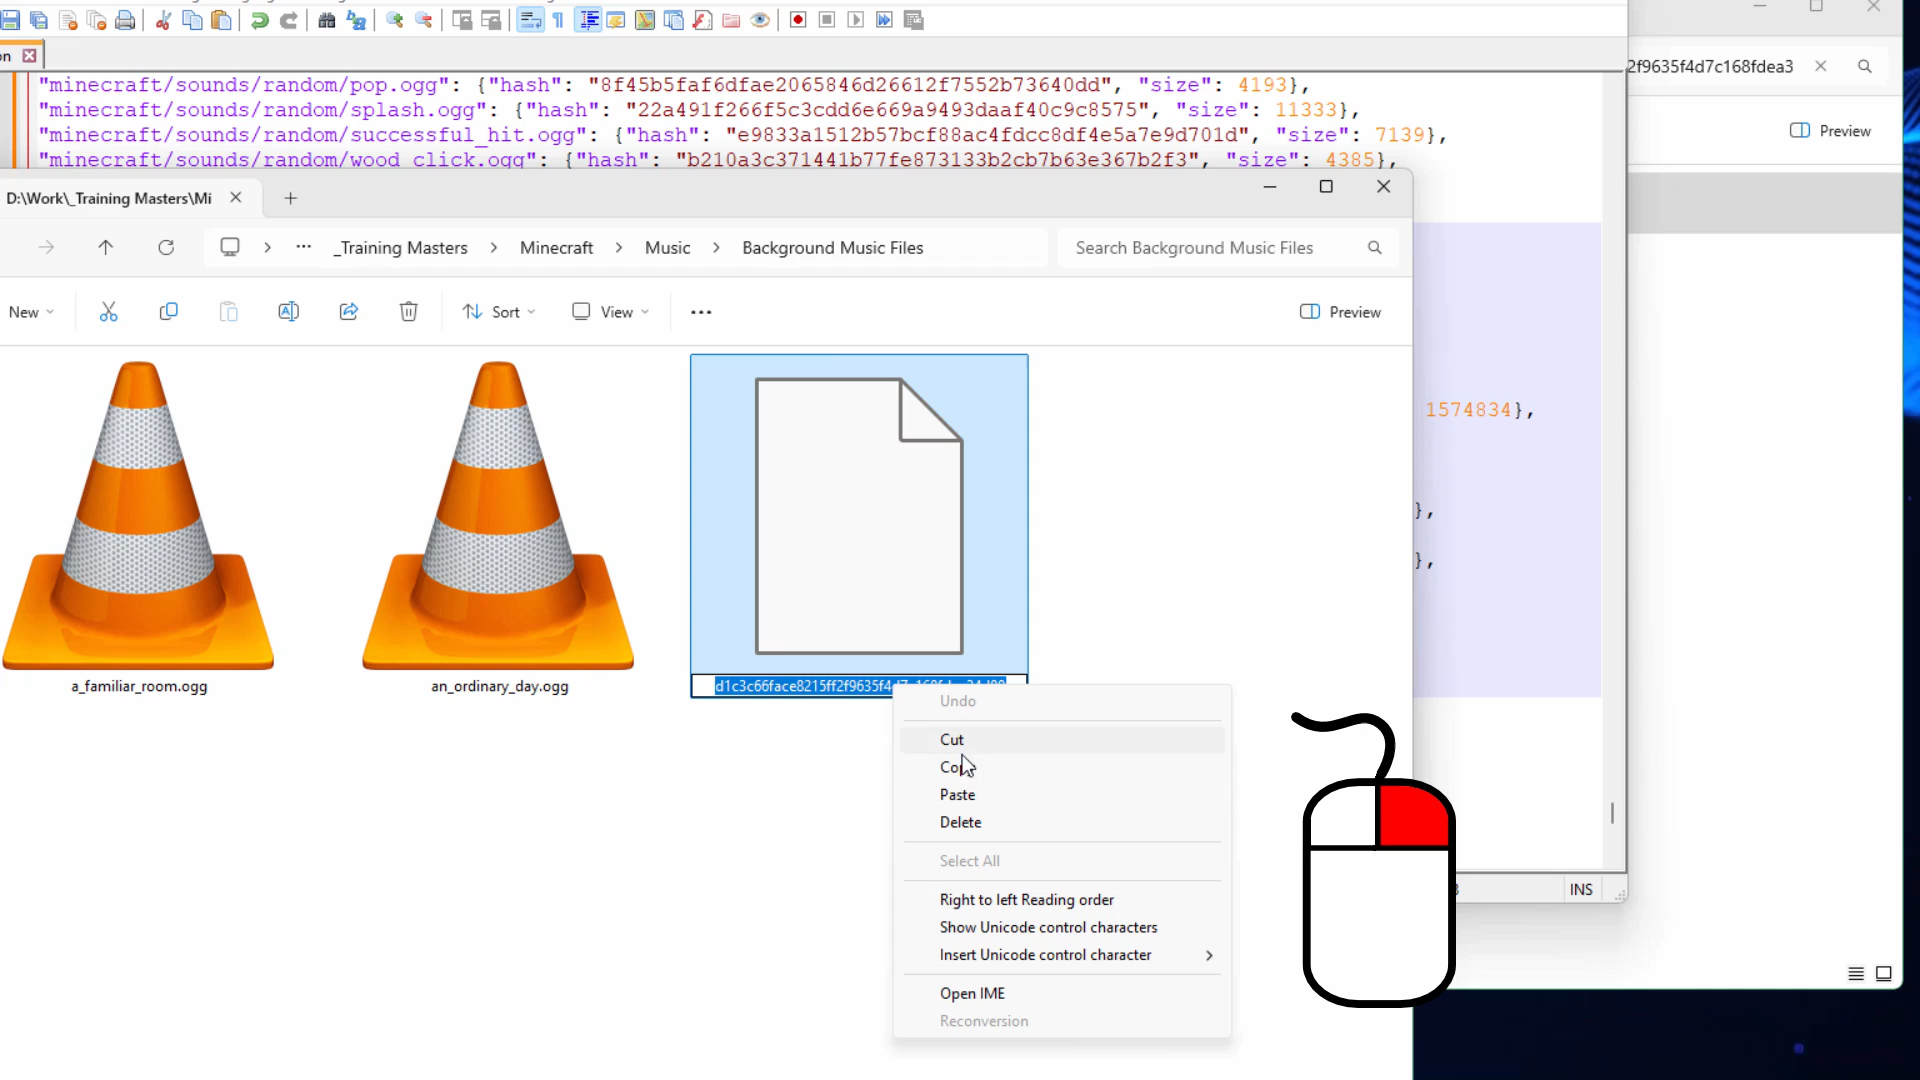 on
"minecraft/sounds/random/pop.ogg": {"hash": "8f45b5faf6dfae2065846d26612f7552b73640dd", "size": 4193},
"minecraft/sounds/random/splash.ogg": {"hash": "22a491f266f5c3cdd6e669a9493daaf40c9c8575", "size": 11333},
"minecraft/sounds/random/successful_hit.ogg": {"hash": "e9833a1512b57bcf88ac4fdcc8df4e5a7e9d701d", "size": 7139},
"minecraft/sounds/random/wood_click.ogg": {"hash": "b210a3c371441b77fe873133b2cb7b63e367b2f3", "size": 4385},
2f9635f4d7c168fdea3
Preview
D:\Work\_Training Masters\Mi
_Training Masters > Minecraft > Music > Background Music Files
Search Background Music Files
New
Sort
View
Preview
1574834},
},
},
a_familiar_room.ogg
an_ordinary_day.ogg
d1c3c66face8215ff2f9635f4
Undo
Cut
Paste
Delete
Select All
Right to left Reading order
Show Unicode control characters
Insert Unicode control character
Open IME
Reconversion
INS